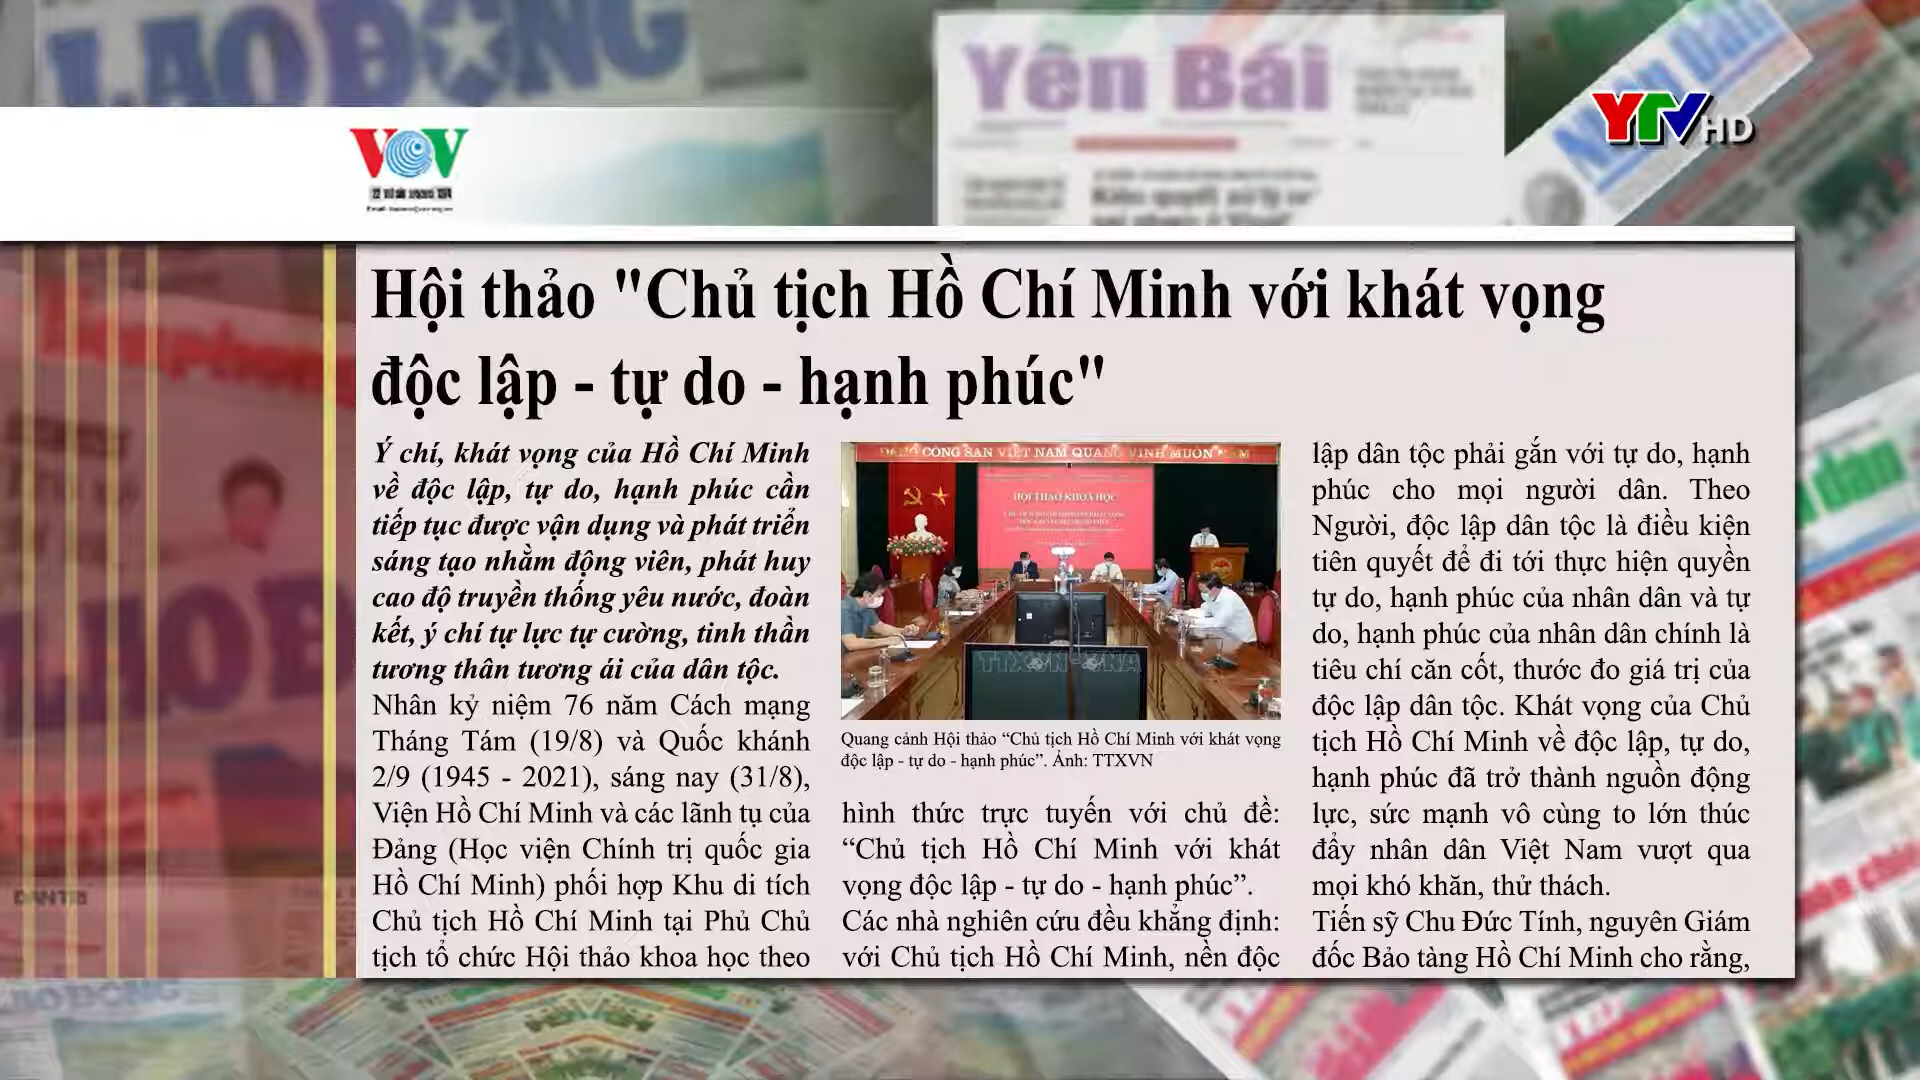 LAO ĐỘNG
Yên Bái
Nhân Dân
YTV HD
VOV
Hội thảo "Chủ tịch Hồ Chí Minh với khát vọng
độc lập - tự do - hạnh phúc"
Ý chí, khát vọng của Hồ Chí Minh
về độc lập, tự do, hạnh phúc cần
tiếp tục được vận dụng và phát triển
sáng tạo nhằm động viên, phát huy
cao độ truyền thống yêu nước, đoàn
kết, ý chí tự lực tự cường, tinh thần
tương thân tương ái của dân tộc.
Nhân kỷ niệm 76 năm Cách mạng
Tháng Tám (19/8) và Quốc khánh
2/9 (1945 - 2021), sáng nay (31/8),
Viện Hồ Chí Minh và các lãnh tụ của
Đảng (Học viện Chính trị quốc gia
Hồ Chí Minh) phối hợp Khu di tích
Chủ tịch Hồ Chí Minh tại Phủ Chủ
tịch tổ chức Hội thảo khoa học theo
ĐẢNG CỘNG SẢN VIỆT NAM QUANG VINH MUÔN NĂM
HỘI THẢO KHOA HỌC
TTXVN - VNA
Quang cảnh Hội thảo “Chủ tịch Hồ Chí Minh với khát vọng
độc lập - tự do - hạnh phúc”. Ảnh: TTXVN
hình thức trực tuyến với chủ đề:
“Chủ tịch Hồ Chí Minh với khát
vọng độc lập - tự do - hạnh phúc”.
Các nhà nghiên cứu đều khẳng định:
với Chủ tịch Hồ Chí Minh, nền độc
lập dân tộc phải gắn với tự do, hạnh
phúc cho mọi người dân. Theo
Người, độc lập dân tộc là điều kiện
tiên quyết để đi tới thực hiện quyền
tự do, hạnh phúc của nhân dân và tự
do, hạnh phúc của nhân dân chính là
tiêu chí căn cốt, thước đo giá trị của
độc lập dân tộc. Khát vọng của Chủ
tịch Hồ Chí Minh về độc lập, tự do,
hạnh phúc đã trở thành nguồn động
lực, sức mạnh vô cùng to lớn thúc
đẩy nhân dân Việt Nam vượt qua
mọi khó khăn, thử thách.
Tiến sỹ Chu Đức Tính, nguyên Giám
đốc Bảo tàng Hồ Chí Minh cho rằng,